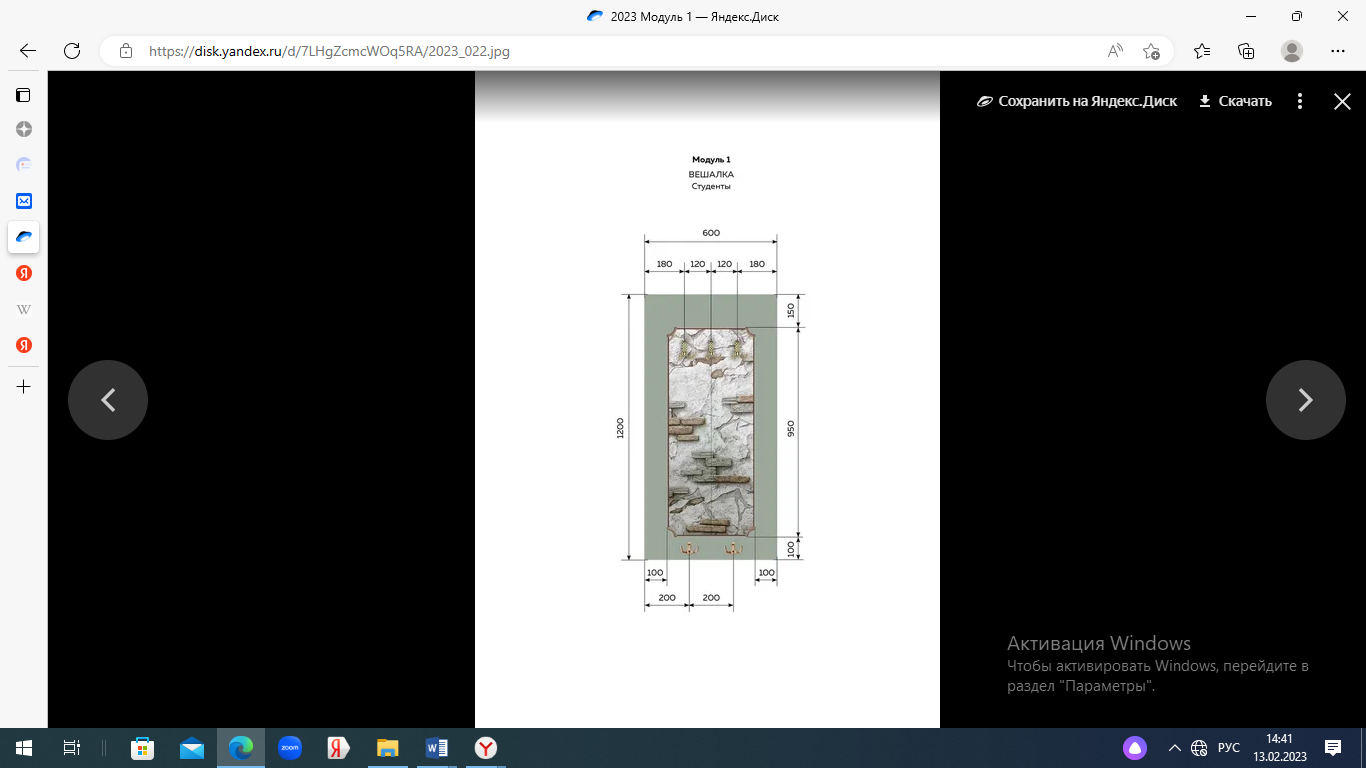 2023 Модуль 1 — Яндекс.Диск
https://disk.yandex.ru/d/7LHgZcmcWOq5RA/2023_022.jpg
Сохранить на Яндекс.Диск
Скачать
Модуль 1
ВЕШАЛКА
Студенты
600
180 120 120 180
150
1200
950
100
100 100
200 200
Активация Windows
Чтобы активировать Windows, перейдите в
раздел "Параметры".
zoom
РУС
14:41
13.02.2023